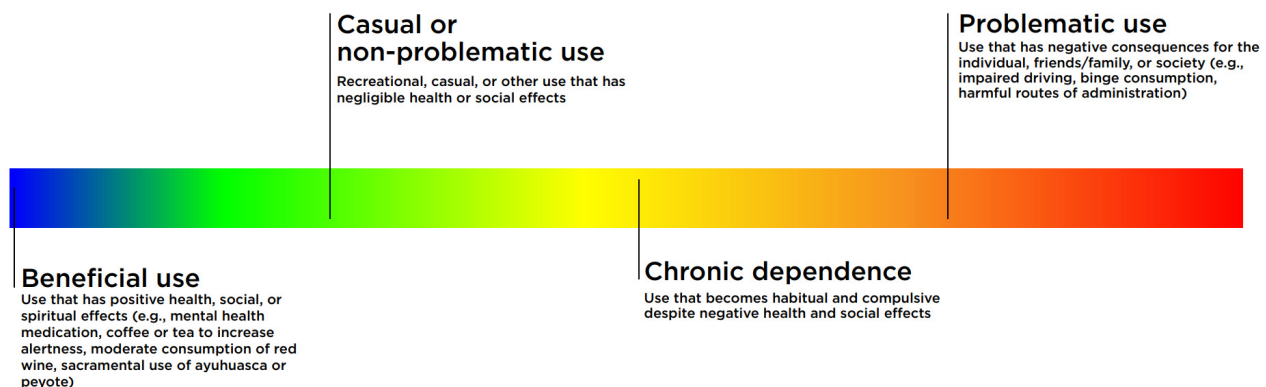 Casual or
non-problematic use
Recreational, casual, or other use that has
negligible health or social effects
Problematic use
Use that has negative consequences for the
individual, friends/family, or society (e.g.,
impaired driving, binge consumption,
harmful routes of administration)
Beneficial use
Use that has positive health, social, or
spiritual effects (e.g., mental health
medication, coffee or tea to increase
alertness, moderate consumption of red
wine, sacramental use of ayuhuasca or
peyote)
Chronic dependence
Use that becomes habitual and compulsive
despite negative health and social effects